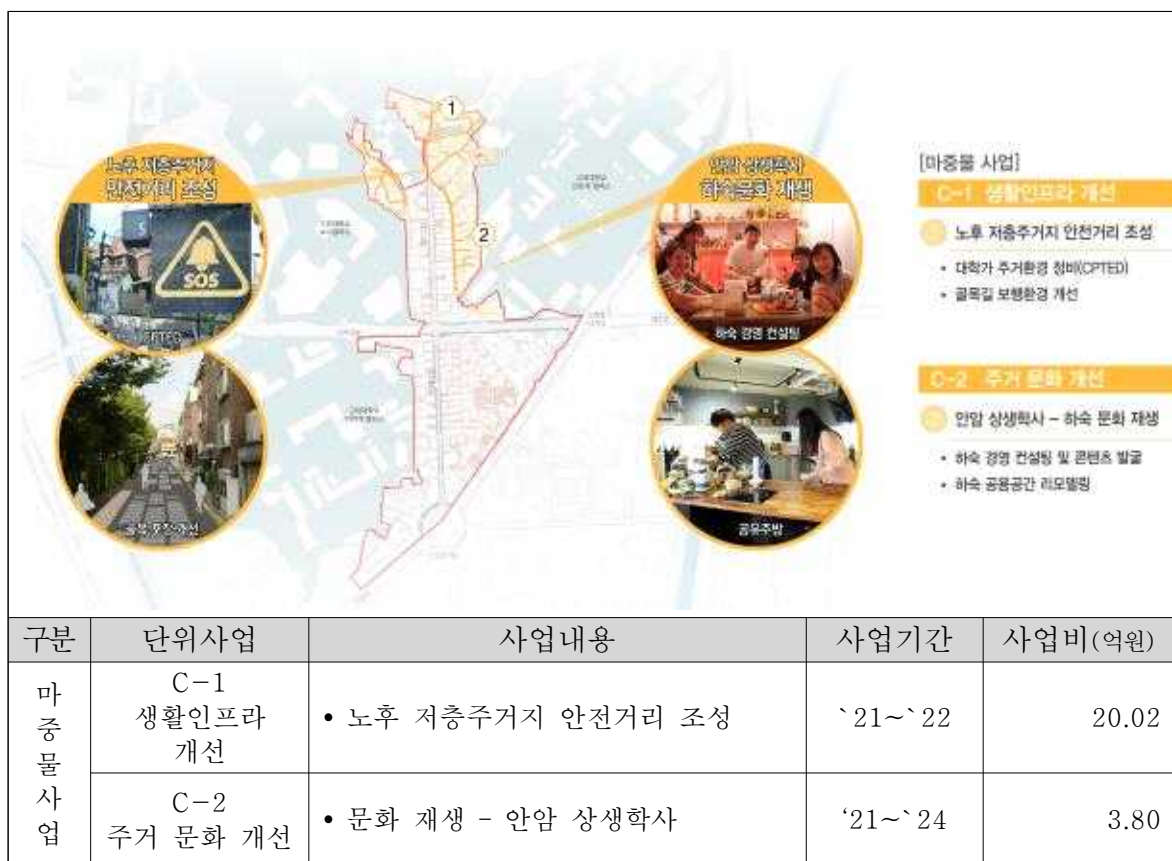 1
2
노후 저층주거지
안전거리 조성
SOS
CPTED
골목 포장 개선
안암 상생학사
하숙문화 재생
하숙 경영 컨설팅
공유주방
[마중물 사업]
C-1 생활인프라 개선
노후 저층주거지 안전거리 조성
• 대학가 주거환경 정비(CPTED)
• 골목길 보행환경 개선
C-2 주거 문화 개선
안암 상생학사 - 하숙 문화 재생
• 하숙 경영 컨설팅 및 콘텐츠 발굴
• 하숙 공용공간 리모델링
구분 단위사업 사업내용 사업기간 사업비(억원)
마중물사업
C-1
생활인프라
개선
• 노후 저층주거지 안전거리 조성
`21~`22
20.02
C-2
주거 문화 개선
• 문화 재생 - 안암 상생학사
‘21~`24
3.80